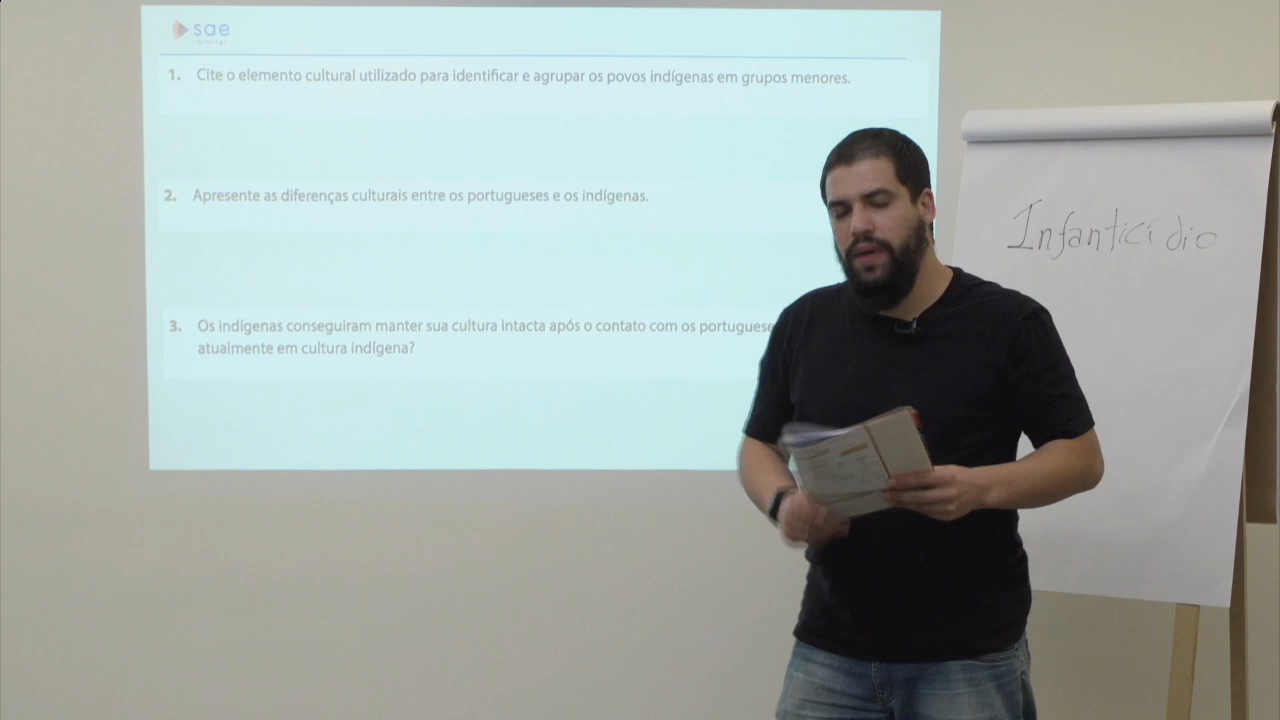 sae
1. Cite o elemento cultural utilizado para identificar e agrupar os povos indígenas em grupos menores.
2. Apresente as diferenças culturais entre os portugueses e os indígenas.
3. Os indígenas conseguiram manter sua cultura intacta após o contato com os portuguese
atualmente em cultura indígena?
Infanticídio